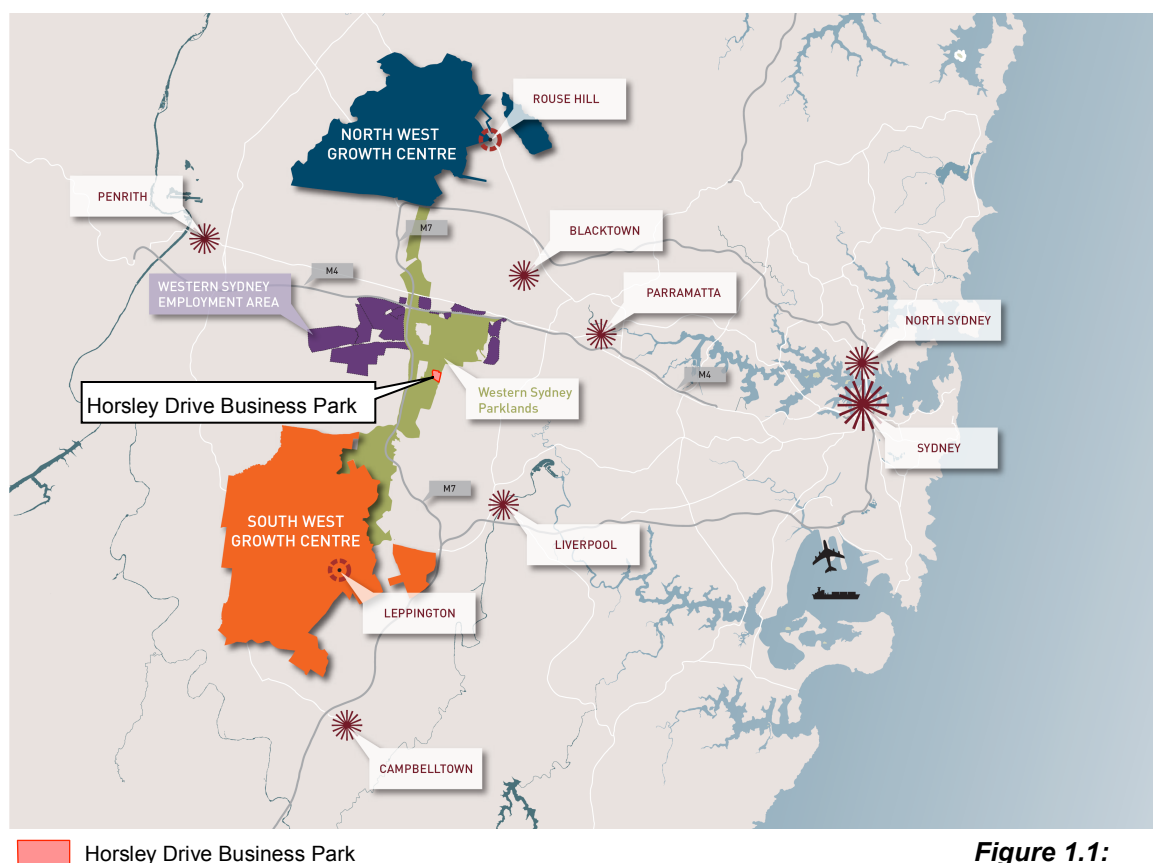 ROUSE HILL
NORTH WEST
GROWTH CENTRE
PENRITH
M7
BLACKTOWN
M4
WESTERN SYDNEY
EMPLOYMENT AREA
PARRAMATTA
NORTH SYDNEY
M4
Horsley Drive Business Park
Western Sydney
Parklands
SYDNEY
M7
SOUTH WEST
GROWTH CENTRE
LIVERPOOL
LEPPINGTON
CAMPBELLTOWN
Horsley Drive Business Park
Figure 1.1: